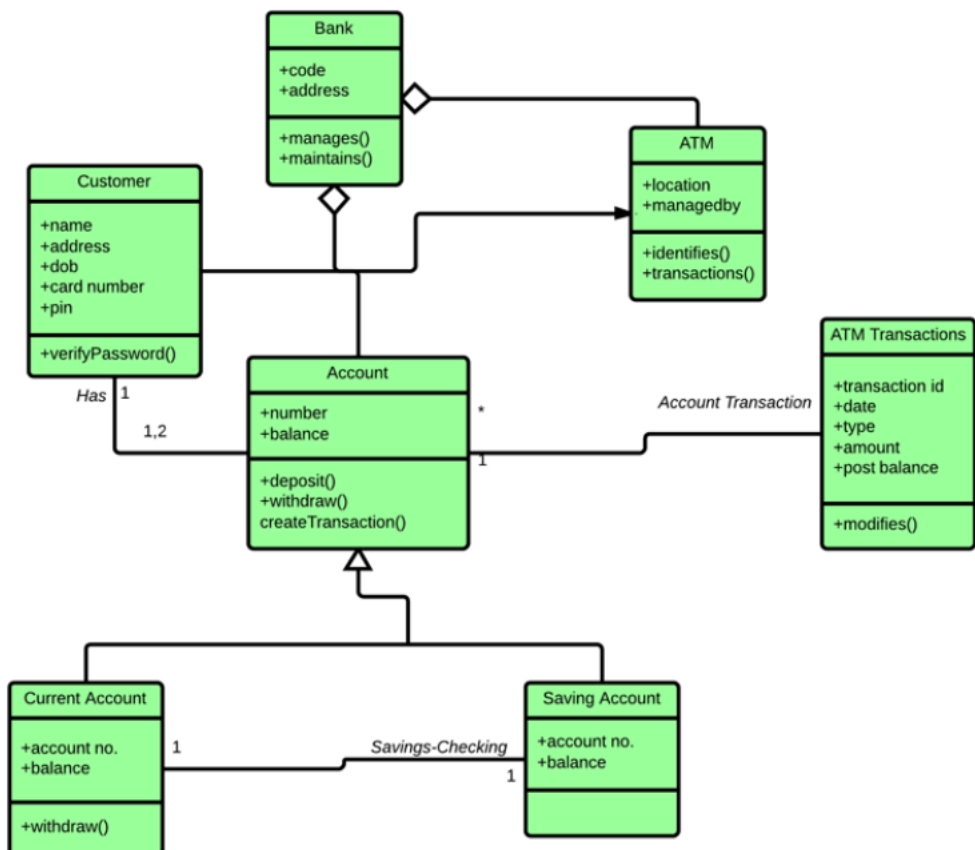 Bank
+code
+address
+manages()
+maintains()
ATM
+location
+managedby
+identifies()
+transactions()
Customer
+name
+address
+dob
+card number
+pin
+verifyPassword()
Has
1
1,2
Account
+number
+balance
+deposit()
+withdraw()
createTransaction()
*
1
Account Transaction
ATM Transactions
+transaction id
+date
+type
+amount
+post balance
+modifies()
Current Account
+account no.
+balance
+withdraw()
1
Savings-Checking
1
Saving Account
+account no.
+balance